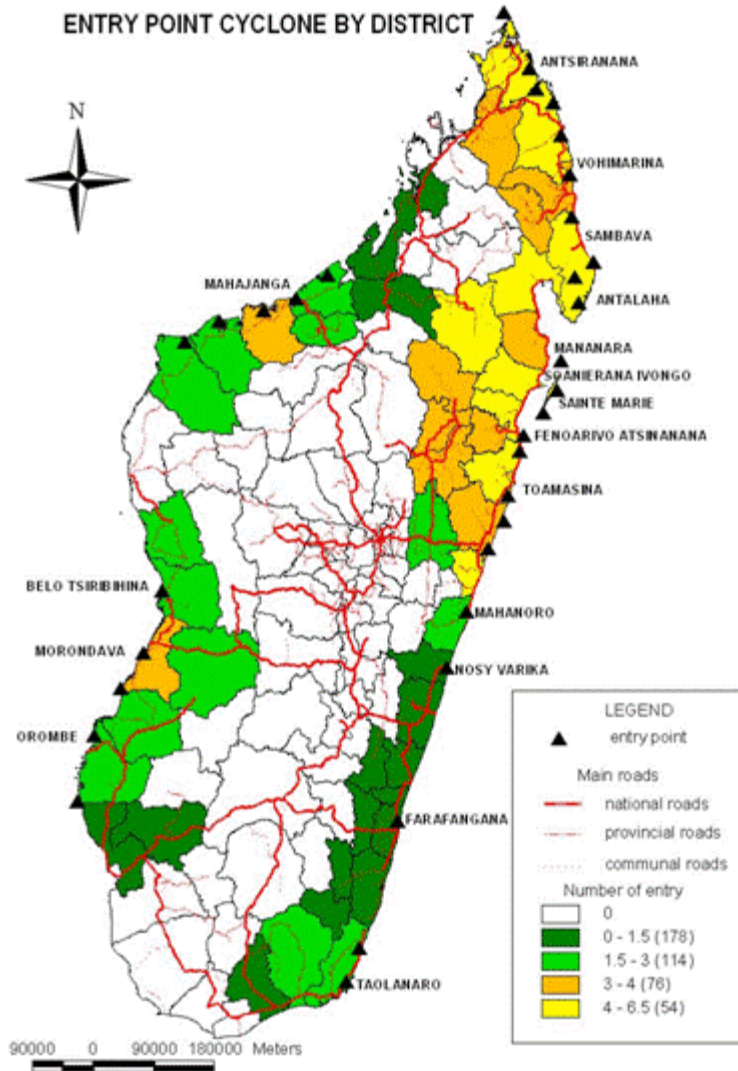 ENTRY POINT CYCLONE BY DISTRICT
N
ANTSIRANANA
VOHIMARINA
SAMBAVA
MAHAJANGA
ANTALAHA
MANANARA
SOANIERANA IVONGO
SAINTE MARIE
FENOARIVO ATSINANANA
TOAMASINA
BELO TSIRIBIHINA
MAHANORO
MORONDAVA
NOSY VARIKA
OROMBE
FARAFANGANA
TAOLANARO
LEGEND
entry point
Main roads
national roads
provincial roads
communal roads
Number of entry
0
0 - 1.5 (178)
1.5 - 3 (114)
3 - 4 (76)
4 - 6.5 (54)
90000 0 90000 180000 Meters